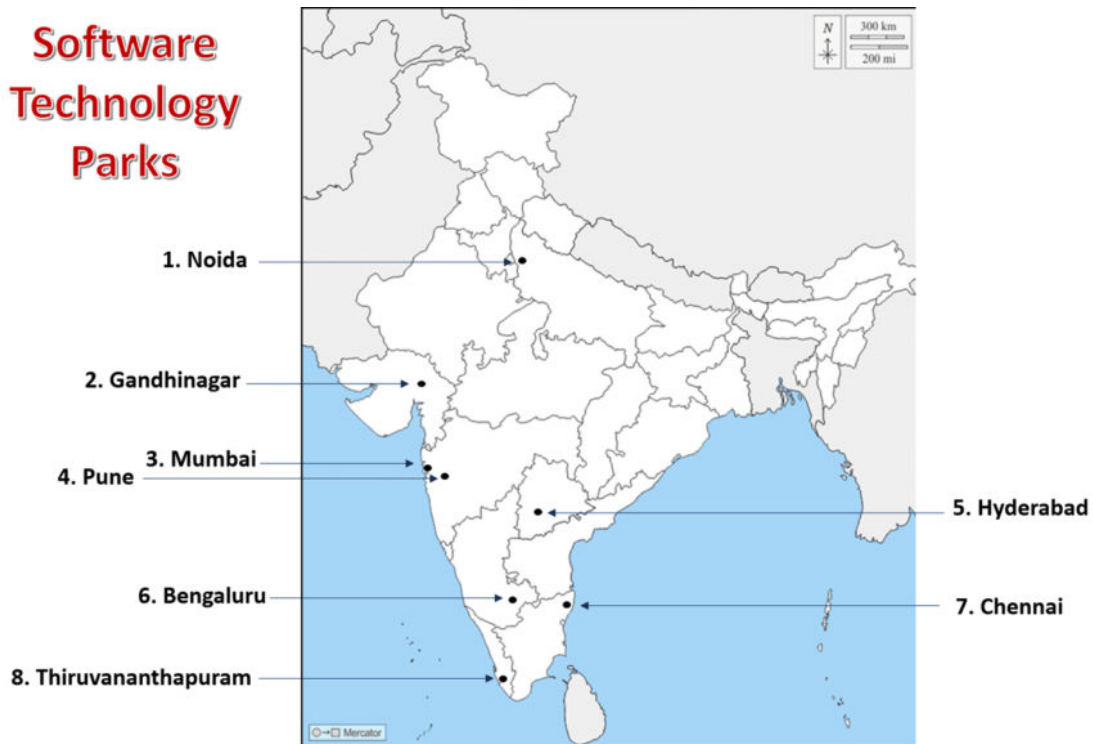 Software
Technology
Parks
N
300 km
200 mi
1. Noida
2. Gandhinagar
3. Mumbai
4. Pune
5. Hyderabad
6. Bengaluru
7. Chennai
8. Thiruvananthapuram
Mercator